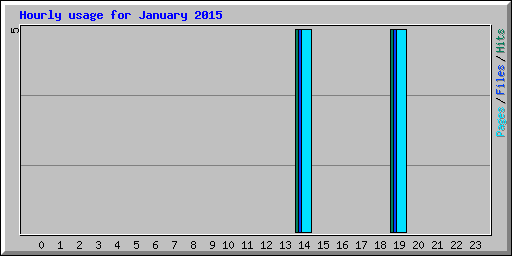 Hourly usage for January 2015
5
Pages/Files/Hits
0 1 2 3 4 5 6 7 8 9 10 11 12 13 14 15 16 17 18 19 20 21 22 23